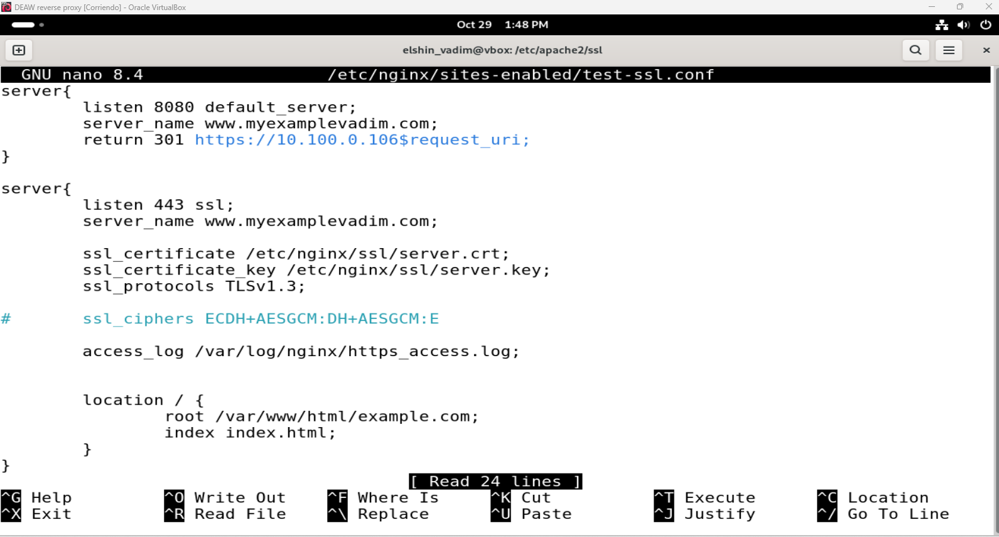 DEAW reverse proxy [Corriendo] - Oracle VirtualBox
Oct 29 1:48 PM
elshin_vadim@vbox: /etc/apache2/ssl
GNU nano 8.4 /etc/nginx/sites-enabled/test-ssl.conf
server{
listen 8080 default_server;
server_name www.myexamplevadim.com;
return 301 https://10.100.0.106$request_uri;
}
server{
listen 443 ssl;
server_name www.myexamplevadim.com;
ssl_certificate /etc/nginx/ssl/server.crt;
ssl_certificate_key /etc/nginx/ssl/server.key;
ssl_protocols TLSv1.3;
# ssl_ciphers ECDH+AESGCM:DH+AESGCM:E
access_log /var/log/nginx/https_access.log;
location / {
root /var/www/html/example.com;
index index.html;
}
}
[ Read 24 lines ]
^G Help ^O Write Out ^F Where Is ^K Cut ^T Execute ^C Location
^X Exit ^R Read File ^\ Replace ^U Paste ^J Justify ^/ Go To Line